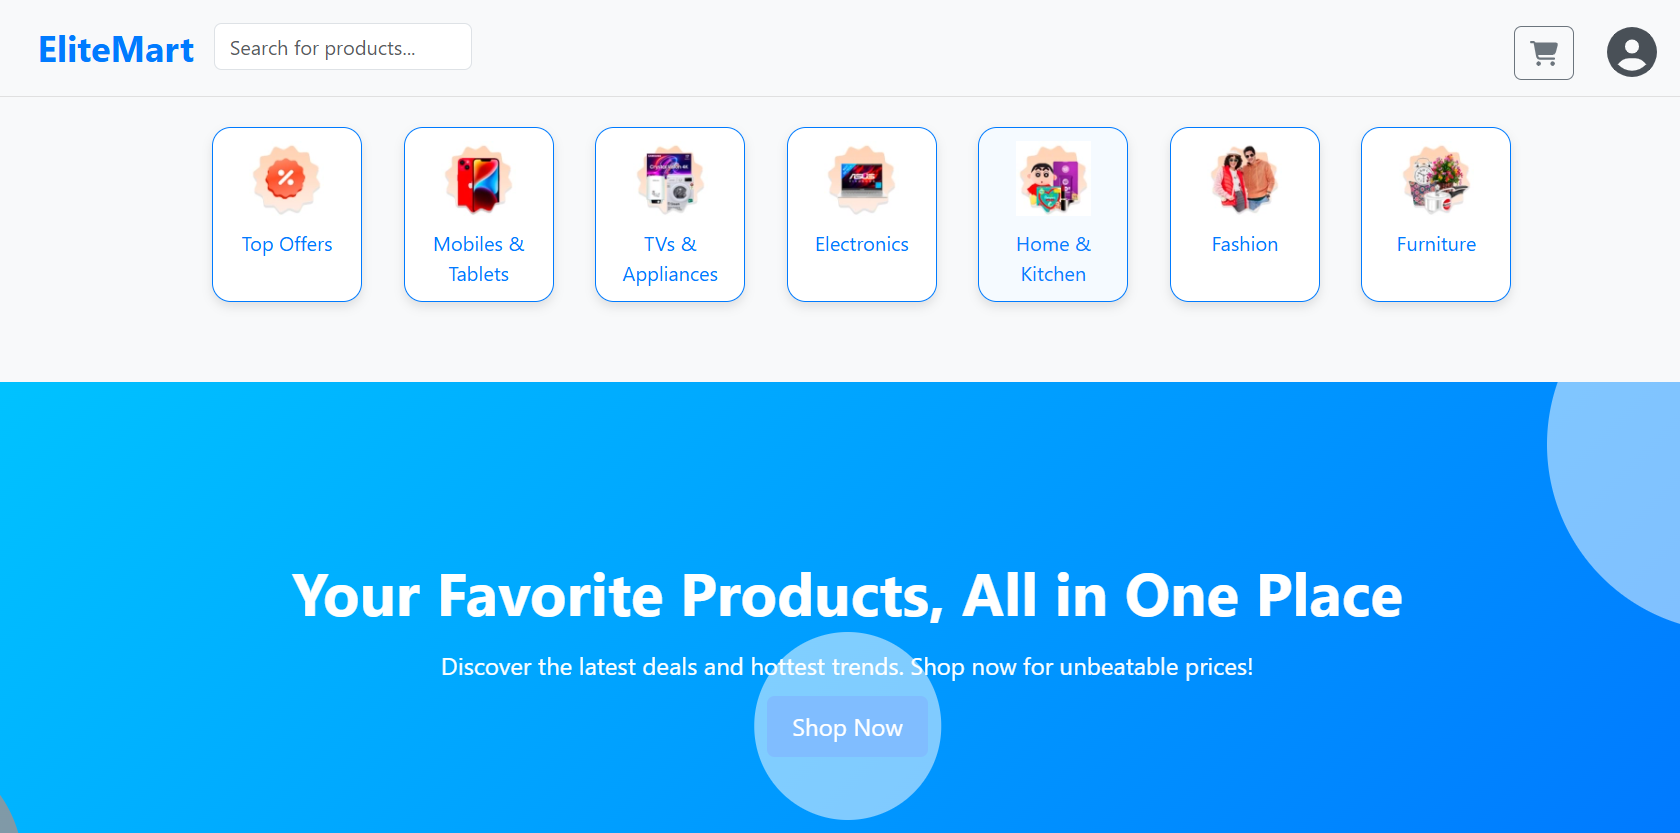 EliteMart
Search for products...
Top Offers
Mobiles &
Tablets
TVs &
Appliances
ASUS
Electronics
Home &
Kitchen
Fashion
Furniture
Your Favorite Products, All in One Place
Discover the latest deals and hottest trends. Shop now for unbeatable prices!
Shop Now